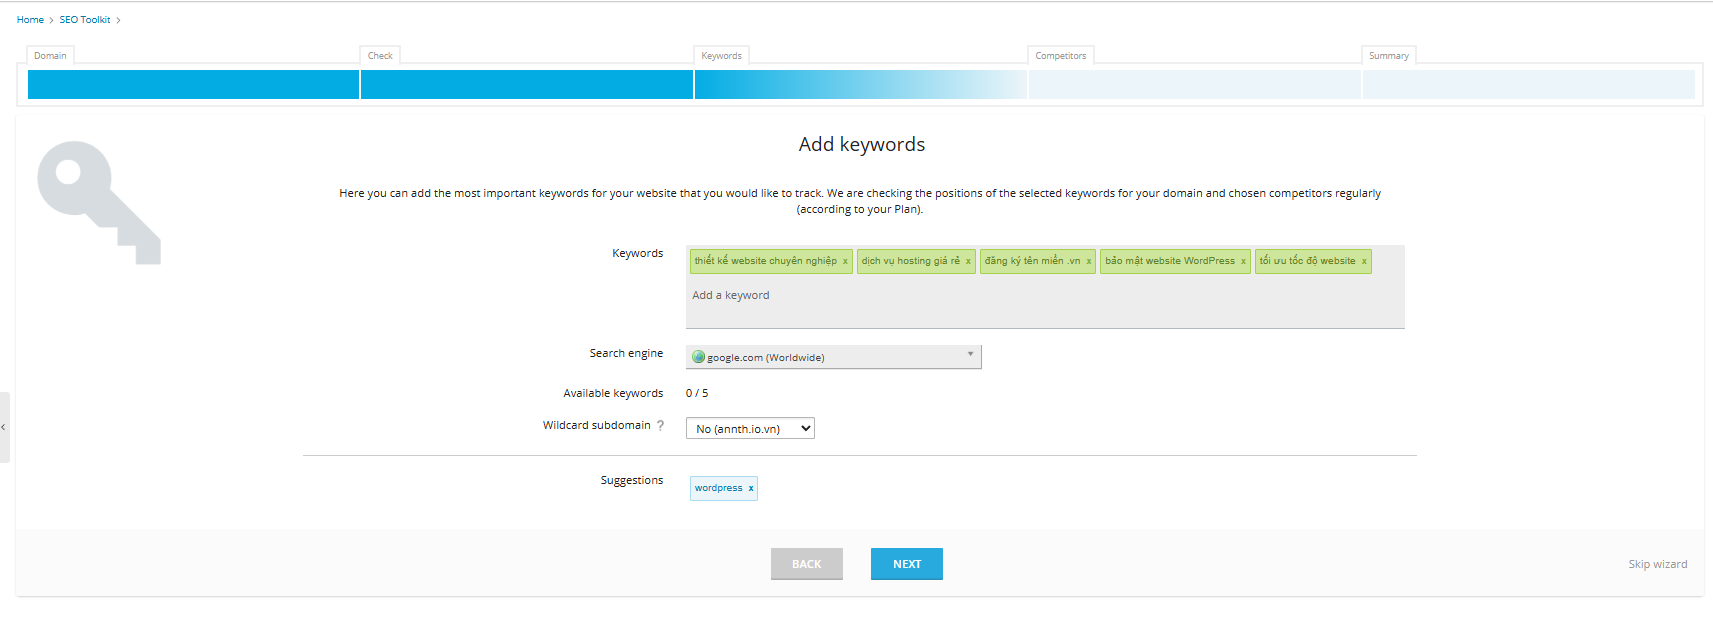 Home > SEO Toolkit >
Domain Check Keywords Competitors Summary
Add keywords
Here you can add the most important keywords for your website that you would like to track. We are checking the positions of the selected keywords for your domain and chosen competitors regularly
(according to your Plan).
Keywords thiết kế website chuyên nghiệp x dịch vụ hosting giá rẻ x đăng ký tên miền .vn x bảo mật website WordPress x tối ưu tốc độ website x
Add a keyword
Search engine google.com (Worldwide)
Available keywords 0 / 5
Wildcard subdomain ? No (annth.io.vn)
Suggestions wordpress x
BACK NEXT Skip wizard